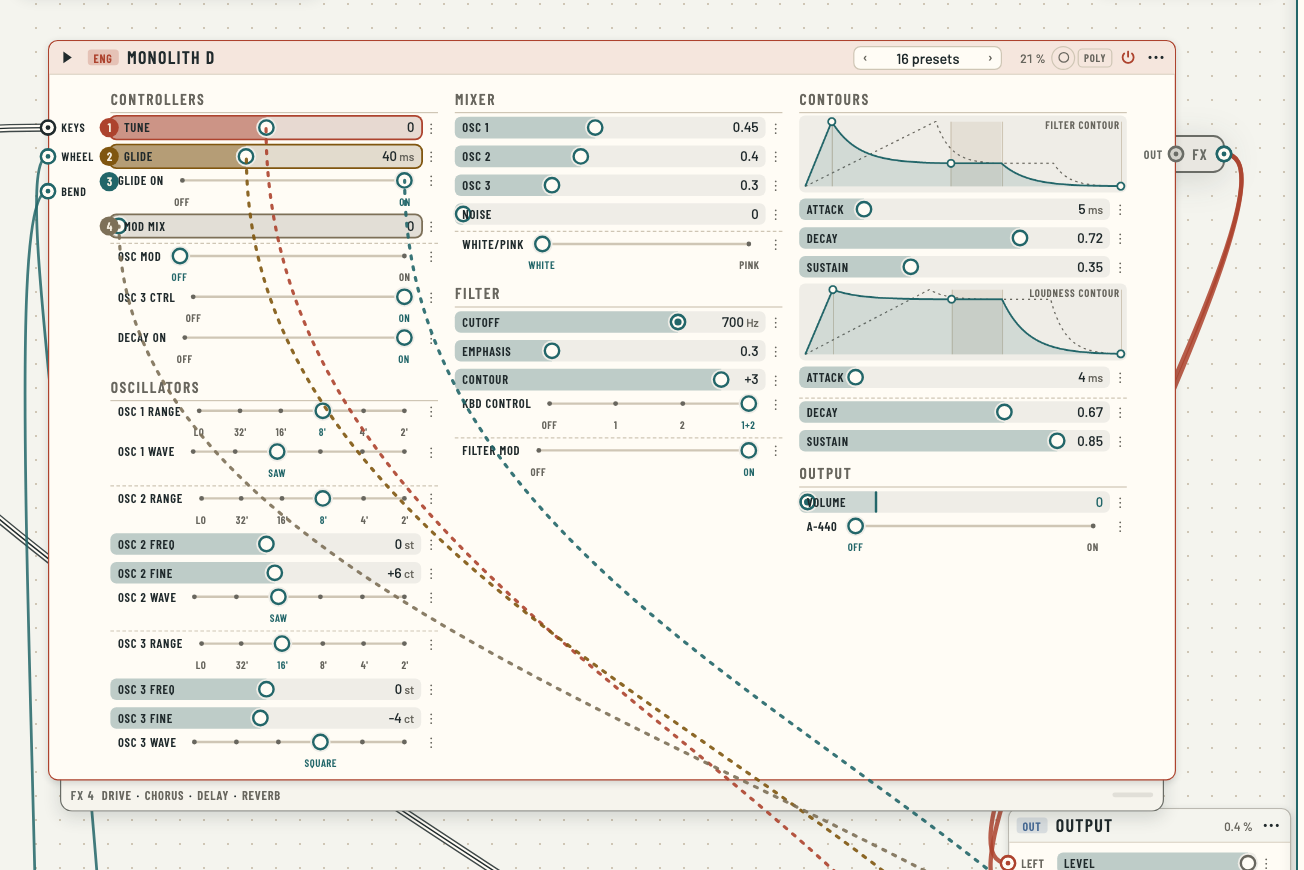 ENG MONOLITH D
‹ 16 presets › 21 % POLY
KEYS
WHEEL
BEND
CONTROLLERS
1 TUNE 0
2 GLIDE 40 ms
3 GLIDE ON
OFF ON
4 MOD MIX 0
OSC MOD
OFF ON
OSC 3 CTRL
OFF ON
DECAY ON
OFF ON
OSCILLATORS
OSC 1 RANGE
LO 32' 16' 8' 4' 2'
OSC 1 WAVE
SAW
OSC 2 RANGE
LO 32' 16' 8' 4' 2'
OSC 2 FREQ 0 st
OSC 2 FINE +6 ct
OSC 2 WAVE
SAW
OSC 3 RANGE
LO 32' 16' 8' 4' 2'
OSC 3 FREQ 0 st
OSC 3 FINE -4 ct
OSC 3 WAVE
SQUARE
MIXER
OSC 1 0.45
OSC 2 0.4
OSC 3 0.3
NOISE 0
WHITE/PINK
WHITE PINK
FILTER
CUTOFF 700 Hz
EMPHASIS 0.3
CONTOUR +3
KBD CONTROL
OFF 1 2 1+2
FILTER MOD
OFF ON
CONTOURS
FILTER CONTOUR
ATTACK 5 ms
DECAY 0.72
SUSTAIN 0.35
LOUDNESS CONTOUR
ATTACK 4 ms
DECAY 0.67
SUSTAIN 0.85
OUTPUT
VOLUME 0
A-440
OFF ON
OUT FX
FX 4 DRIVE · CHORUS · DELAY · REVERB
OUT OUTPUT 0.4 %
LEFT LEVEL